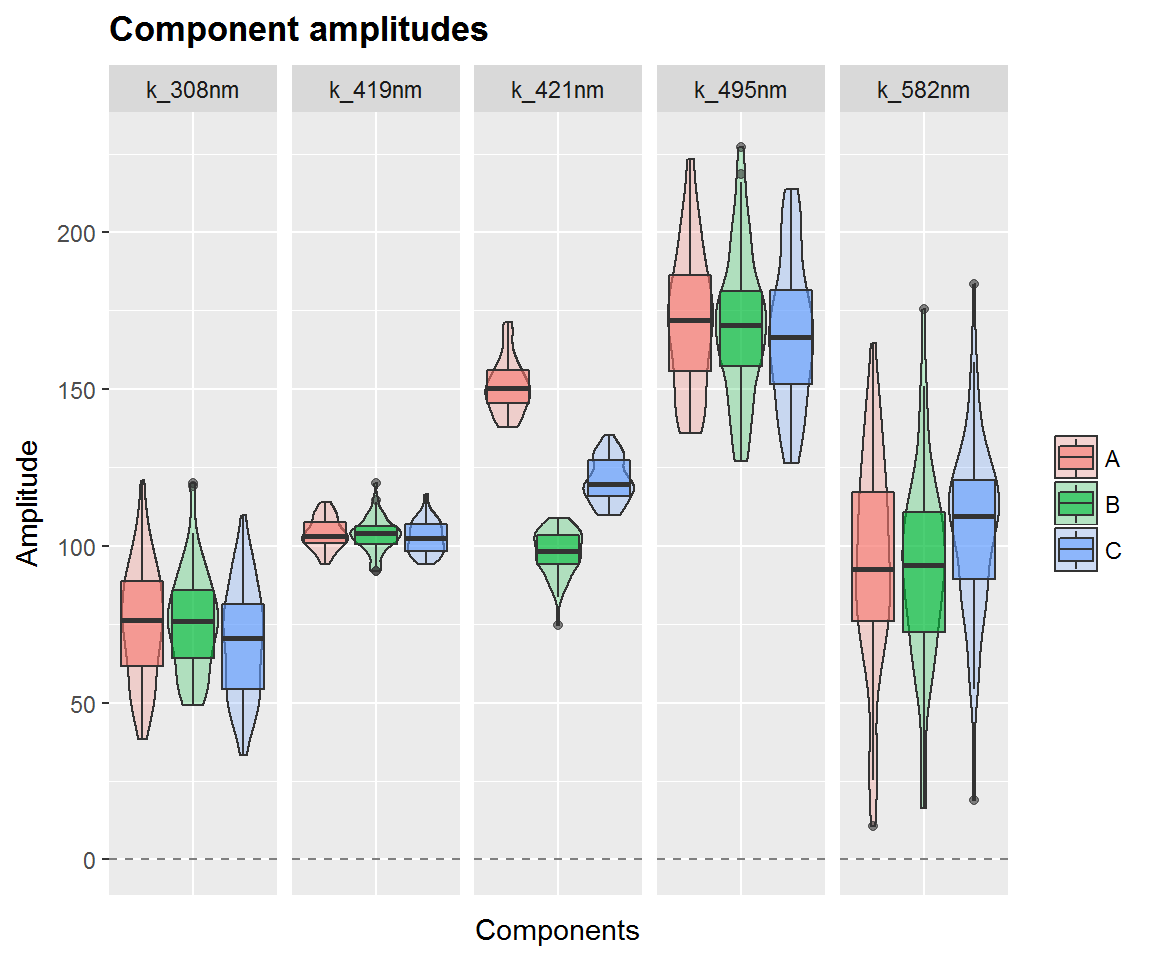 Component amplitudes
k_308nm k_419nm k_421nm k_495nm k_582nm
200
150
100
50
0
Amplitude
Components
A
B
C